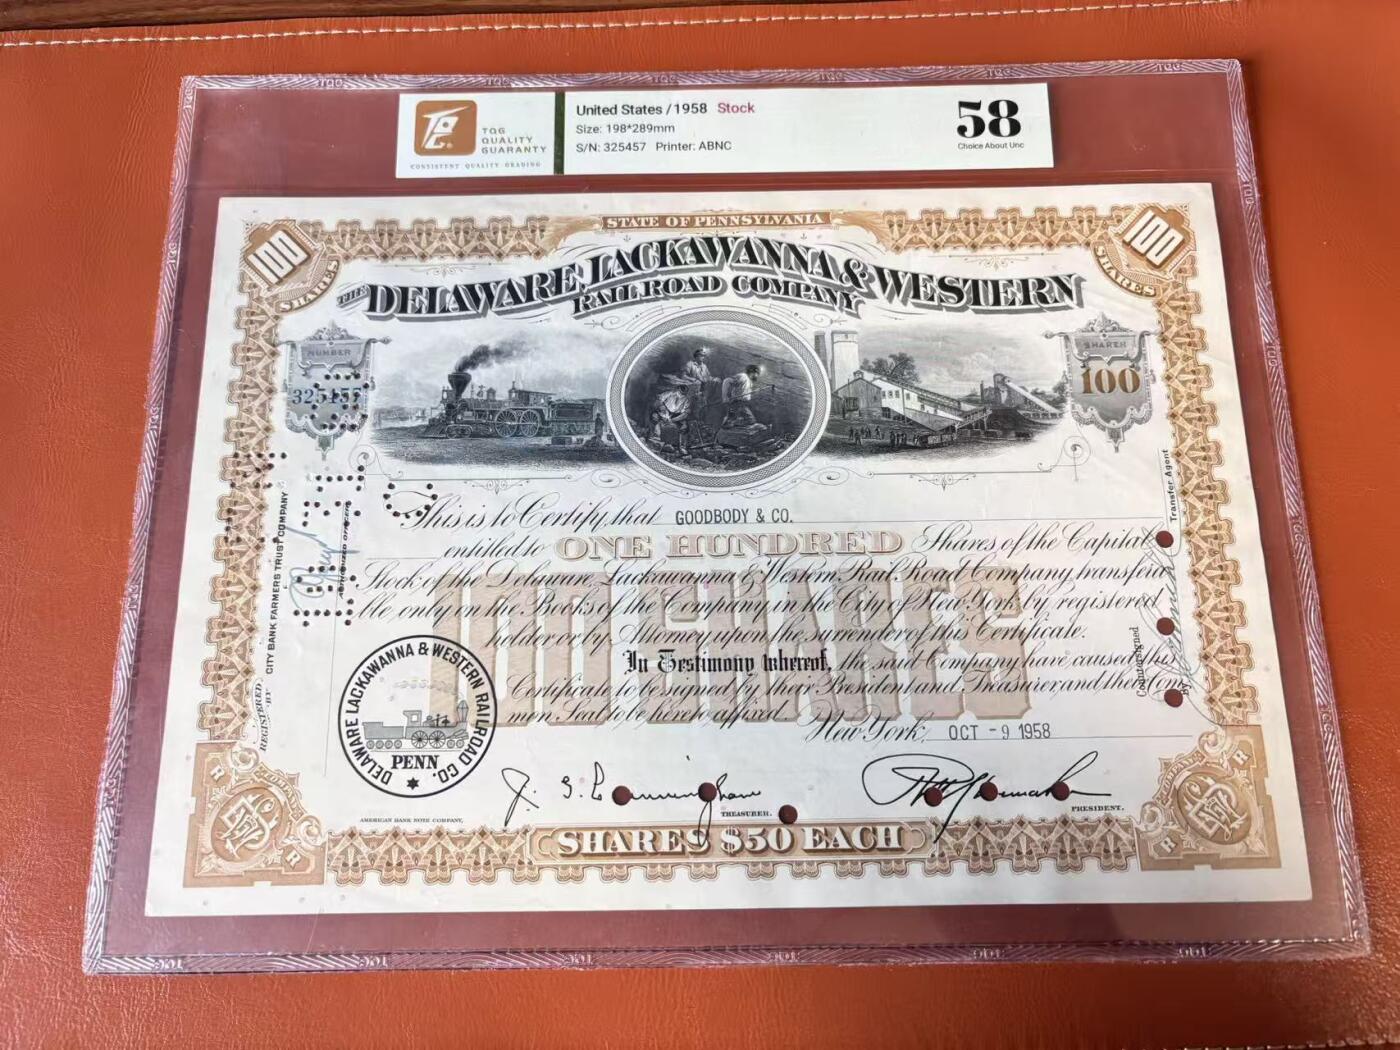 TQG
QUALITY
GUARANTY
CONSISTENT QUALITY GRADING
United States / 1958 Stock
Size: 198*289mm
S/N: 325457 Printer: ABNC
58
Choice About Unc
STATE OF PENNSYLVANIA
100
SHARES
100
SHARES
THE DELAWARE, LACKAWANNA & WESTERN
RAIL ROAD COMPANY
NUMBER
325457
SHARES
100
This is to Certify that GOODBODY & CO.
entitled to ONE HUNDRED Shares of the Capital
Stock of the Delaware, Lackawanna & Western Rail Road Company, transfera
ble only on the Books of the Company, in the City of New York by registered
holder or by Attorney upon the surrender of this Certificate.
In Testimony whereof, the said Company have caused this
Certificate to be signed by their President and Treasurer, and their Com
mon Seal to be hereto affixed. New York, OCT - 9 1958
100 SHARES
REGISTERED
CITY BANK FARMERS TRUST COMPANY
BY
AUTHORIZED OFFICER
Countersigned
by
Transfer Agent
DELAWARE LACKAWANNA & WESTERN RAILROAD CO.
PENN
TREASURER.
PRESIDENT.
AMERICAN BANK NOTE COMPANY,
SHARES $50 EACH